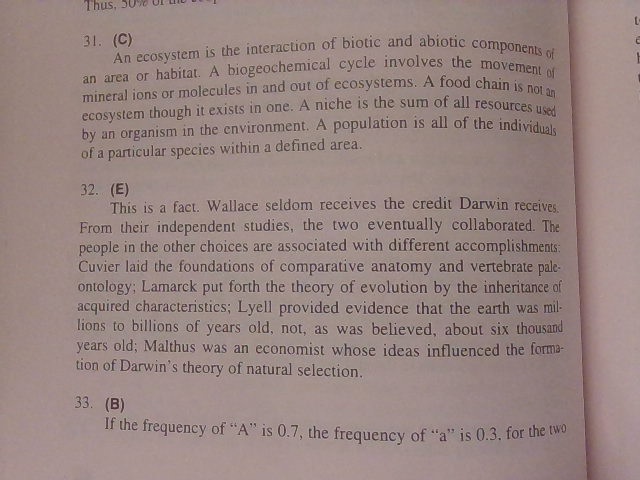 Thus, 50% of the
31. (C)
An ecosystem is the interaction of biotic and abiotic components of
an area or habitat. A biogeochemical cycle involves the movement of
mineral ions or molecules in and out of ecosystems. A food chain is not an
ecosystem though it exists in one. A niche is the sum of all resources used
by an organism in the environment. A population is all of the individuals
of a particular species within a defined area.
32. (E)
This is a fact. Wallace seldom receives the credit Darwin receives.
From their independent studies, the two eventually collaborated. The
people in the other choices are associated with different accomplishments:
Cuvier laid the foundations of comparative anatomy and vertebrate pale-
ontology; Lamarck put forth the theory of evolution by the inheritance of
acquired characteristics; Lyell provided evidence that the earth was mil-
lions to billions of years old, not, as was believed, about six thousand
years old; Malthus was an economist whose ideas influenced the forma-
tion of Darwin's theory of natural selection.
33. (B)
If the frequency of "A" is 0.7, the frequency of "a" is 0.3, for the two